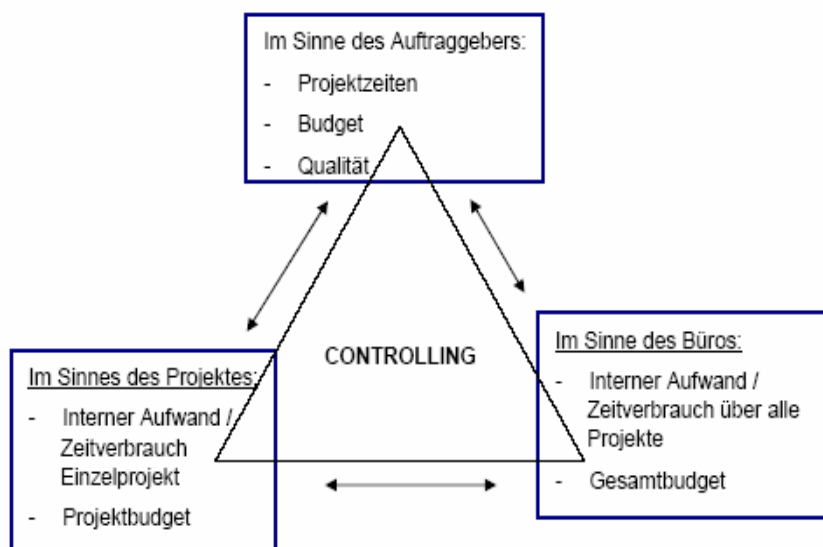 Im Sinne des Auftraggebers:
- Projektzeiten
- Budget
- Qualität
CONTROLLING
Im Sinnes des Projektes:
- Interner Aufwand /
Zeitverbrauch
Einzelprojekt
- Projektbudget
Im Sinne des Büros:
- Interner Aufwand /
Zeitverbrauch über alle
Projekte
- Gesamtbudget